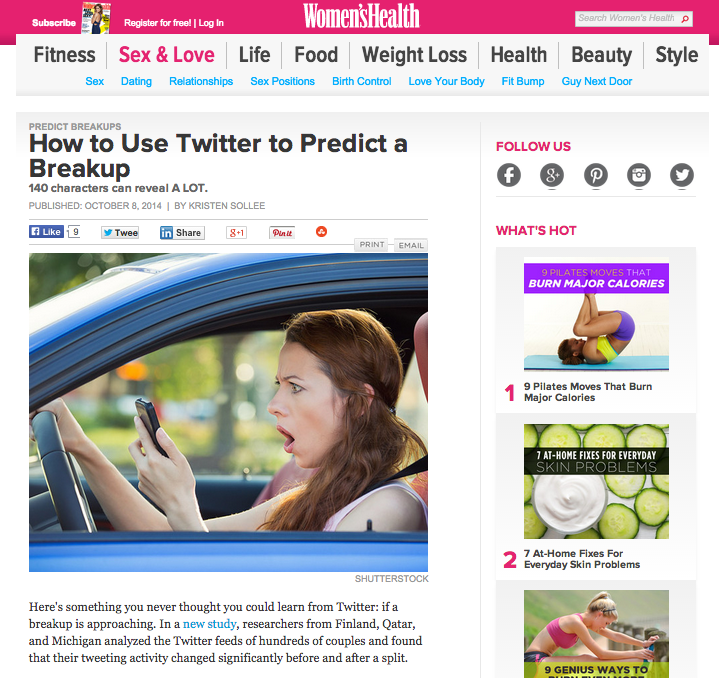 Subscribe
Register for free! | Log In
Women'sHealth
Search Women's Health
Fitness
Sex & Love
Life
Food
Weight Loss
Health
Beauty
Style
Sex
Dating
Relationships
Sex Positions
Birth Control
Love Your Body
Fit Bump
Guy Next Door
PREDICT BREAKUPS
How to Use Twitter to Predict a
Breakup
140 characters can reveal A LOT.
PUBLISHED: OCTOBER 8, 2014 | BY KRISTEN SOLLEE
Like 9
Twee
in Share
g+1
Pin it
PRINT
EMAIL
SHUTTERSTOCK
Here's something you never thought you could learn from Twitter: if a
breakup is approaching. In a new study, researchers from Finland, Qatar,
and Michigan analyzed the Twitter feeds of hundreds of couples and found
that their tweeting activity changed significantly before and after a split.
FOLLOW US
WHAT'S HOT
9 PILATES MOVES THAT
BURN MAJOR CALORIES
1
9 Pilates Moves That Burn
Major Calories
7 AT-HOME FIXES FOR EVERYDAY
SKIN PROBLEMS
2
7 At-Home Fixes For
Everyday Skin Problems
9 GENIUS WAYS TO
BURN EVEN MORE